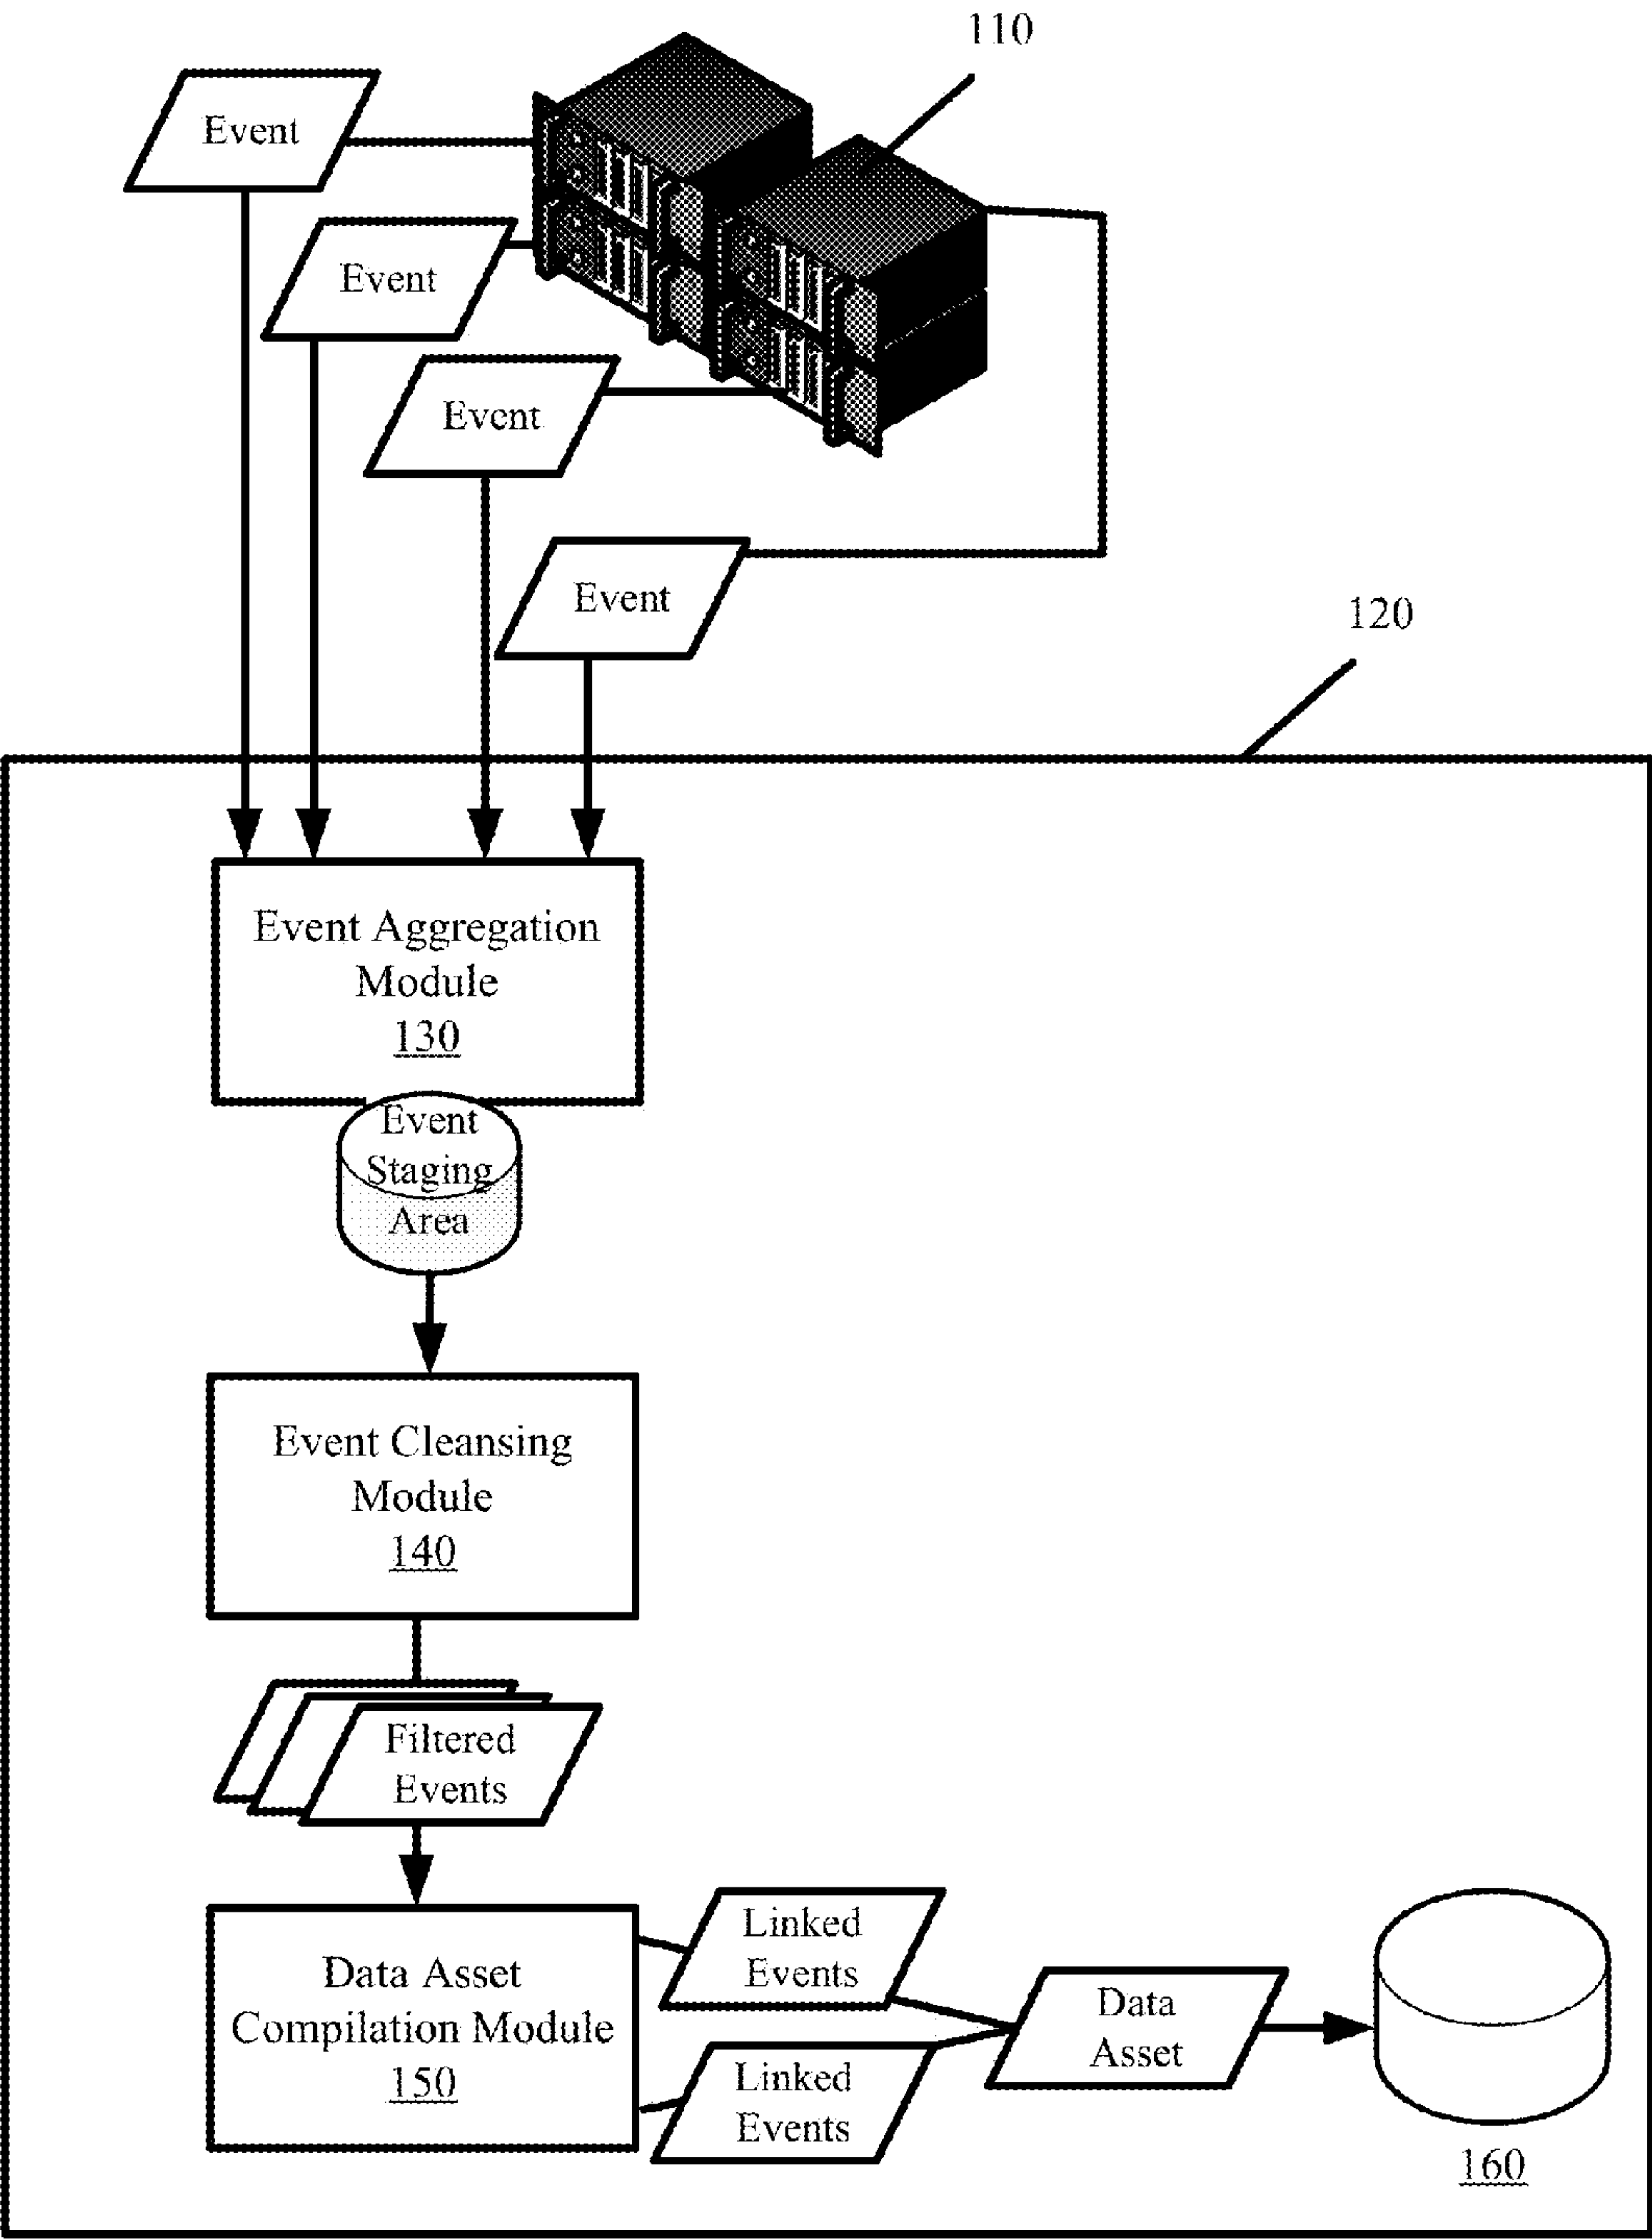 110
Event
Event
Event
Event
120
Event Aggregation
Module
130
Event
Staging
Area
Event Cleansing
Module
140
Filtered
Events
Data Asset
Compilation Module
150
Linked
Events
Linked
Events
Data
Asset
160